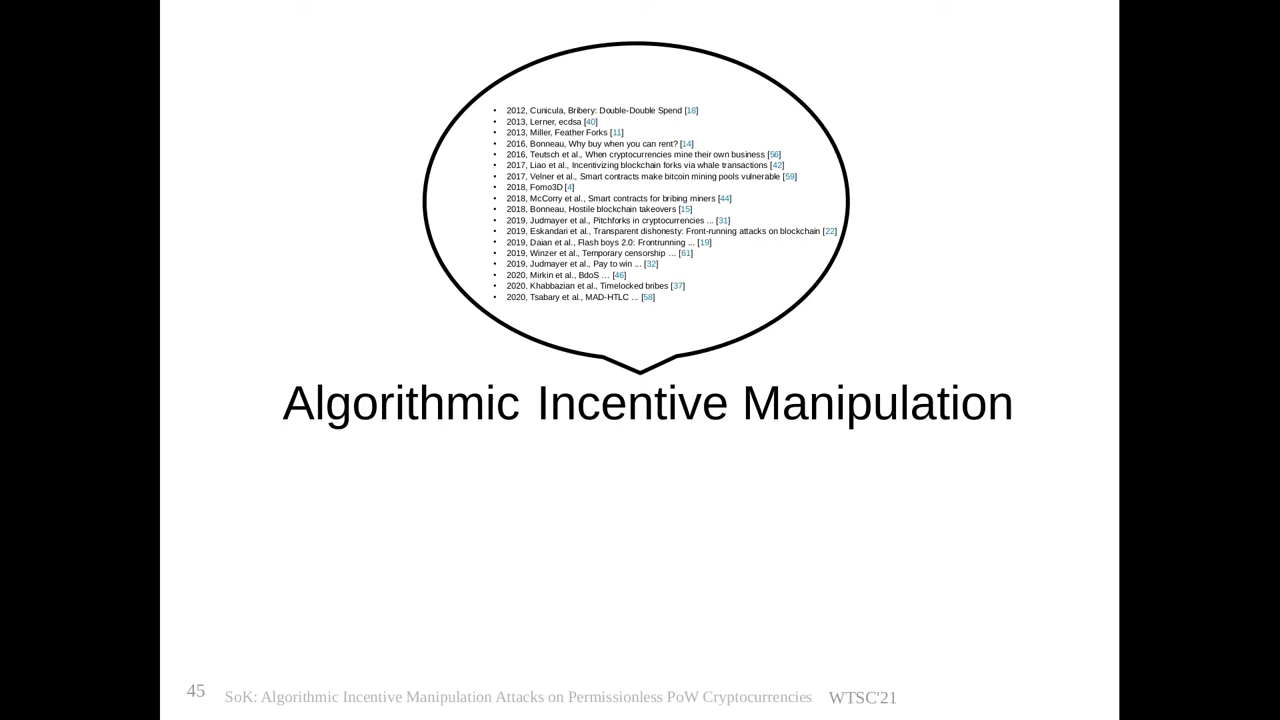 • 2012, Cunicula, Bribery: Double-Double Spend [18]
• 2013, Lerner, ecdsa [40]
• 2013, Miller, Feather Forks [11]
• 2016, Bonneau, Why buy when you can rent? [14]
• 2016, Teutsch et al., When cryptocurrencies mine their own business [56]
• 2017, Liao et al., Incentivizing blockchain forks via whale transactions [42]
• 2017, Velner et al., Smart contracts make bitcoin mining pools vulnerable [59]
• 2018, Fomo3D [4]
• 2018, McCorry et al., Smart contracts for bribing miners [44]
• 2018, Bonneau, Hostile blockchain takeovers [15]
• 2019, Judmayer et al., Pitchforks in cryptocurrencies ... [31]
• 2019, Eskandari et al., Transparent dishonesty: Front-running attacks on blockchain [22]
• 2019, Daian et al., Flash boys 2.0: Frontrunning ... [19]
• 2019, Winzer et al., Temporary censorship ... [61]
• 2019, Judmayer et al., Pay to win ... [32]
• 2020, Mirkin et al., BdoS ... [46]
• 2020, Khabbazian et al., Timelocked bribes [37]
• 2020, Tsabary et al., MAD-HTLC ... [58]
Algorithmic Incentive Manipulation
45 SoK: Algorithmic Incentive Manipulation Attacks on Permissionless PoW Cryptocurrencies WTSC'21